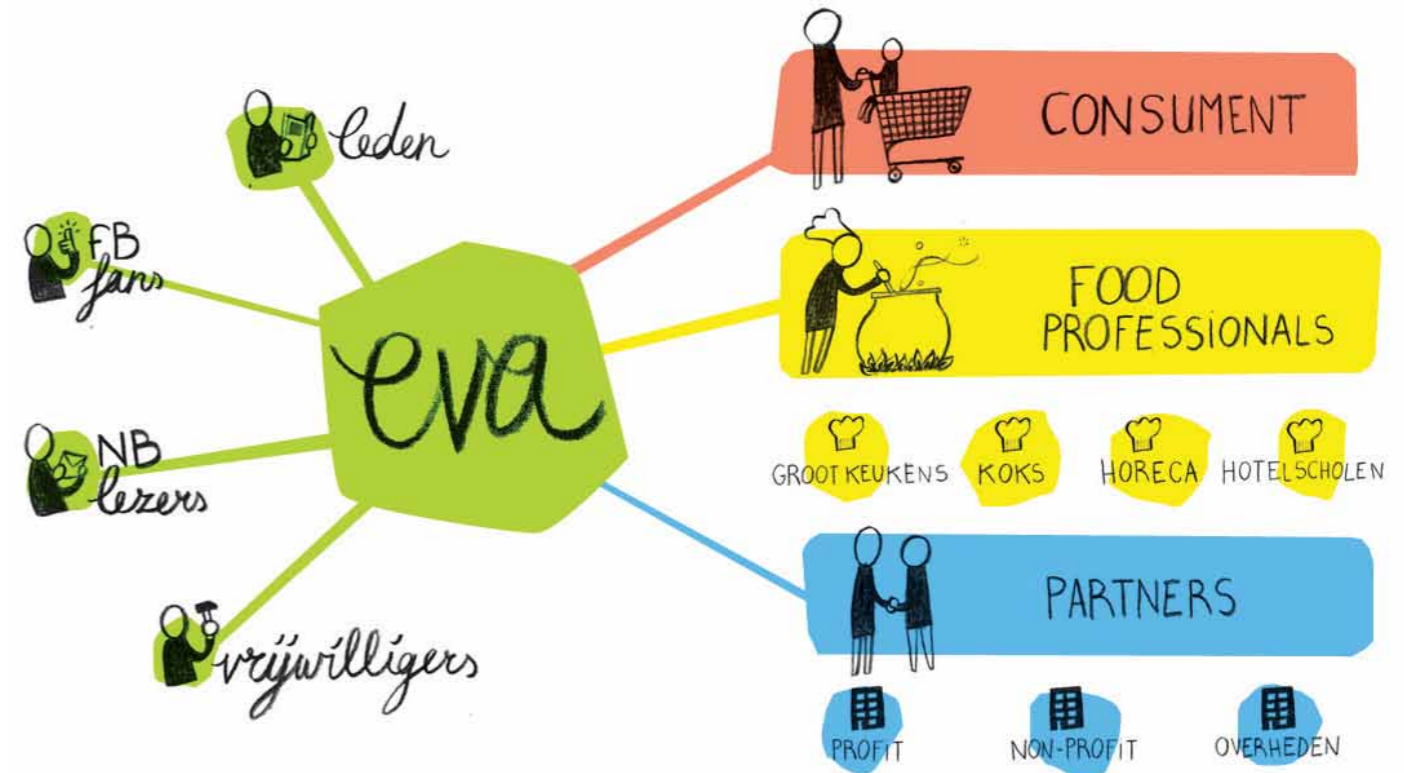 leden
FB
fans
eva
NB
lezers
vrijwilligers
CONSUMENT
FOOD
PROFESSIONALS
GROOTKEUKENS
KOKS
HORECA
HOTELSCHOLEN
PARTNERS
PROFIT
NON-PROFIT
OVERHEDEN